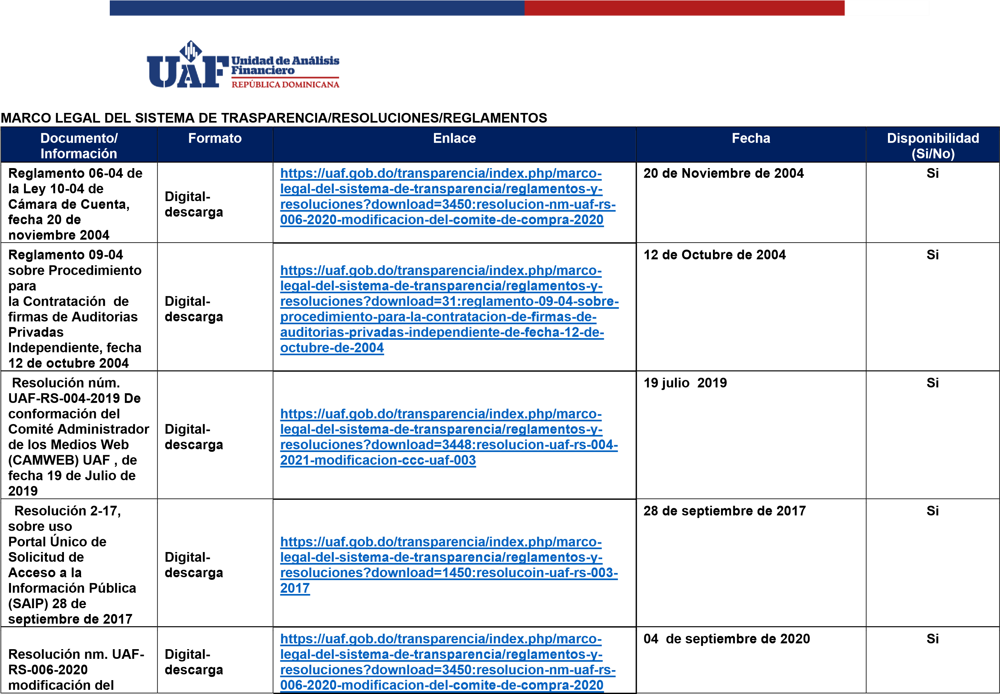 UAF
Unidad de Análisis
Financiero
REPÚBLICA DOMINICANA
MARCO LEGAL DEL SISTEMA DE TRASPARENCIA/RESOLUCIONES/REGLAMENTOS
Documento/
Información
Formato
Enlace
Fecha
Disponibilidad
(Si/No)
Reglamento 06-04 de
la Ley 10-04 de
Cámara de Cuenta,
fecha 20 de
noviembre 2004
Digital-
descarga
https://uaf.gob.do/transparencia/index.php/marco-
legal-del-sistema-de-transparencia/reglamentos-y-
resoluciones?download=3450:resolucion-nm-uaf-rs-
006-2020-modificacion-del-comite-de-compra-2020
20 de Noviembre de 2004
Si
Reglamento 09-04
sobre Procedimiento
para
la Contratación  de
firmas de Auditorias
Privadas
Independiente, fecha
12 de octubre 2004
Digital-
descarga
https://uaf.gob.do/transparencia/index.php/marco-
legal-del-sistema-de-transparencia/reglamentos-y-
resoluciones?download=31:reglamento-09-04-sobre-
procedimiento-para-la-contratacion-de-firmas-de-
auditorias-privadas-independiente-de-fecha-12-de-
octubre-de-2004
12 de Octubre de 2004
Si
Resolución núm.
UAF-RS-004-2019 De
conformación del
Comité Administrador
de los Medios Web
(CAMWEB) UAF , de
fecha 19 de Julio de
2019
Digital-
descarga
https://uaf.gob.do/transparencia/index.php/marco-
legal-del-sistema-de-transparencia/reglamentos-y-
resoluciones?download=3448:resolucion-uaf-rs-004-
2021-modificacion-ccc-uaf-003
19 julio  2019
Si
Resolución 2-17,
sobre uso
Portal Único de
Solicitud de
Acceso a la
Información Pública
(SAIP) 28 de
septiembre de 2017
Digital-
descarga
https://uaf.gob.do/transparencia/index.php/marco-
legal-del-sistema-de-transparencia/reglamentos-y-
resoluciones?download=1450:resolucoin-uaf-rs-003-
2017
28 de septiembre de 2017
Si
Resolución nm. UAF-
RS-006-2020
modificación del
Digital-
descarga
https://uaf.gob.do/transparencia/index.php/marco-
legal-del-sistema-de-transparencia/reglamentos-y-
resoluciones?download=3450:resolucion-nm-uaf-rs-
006-2020-modificacion-del-comite-de-compra-2020
04  de septiembre de 2020
Si